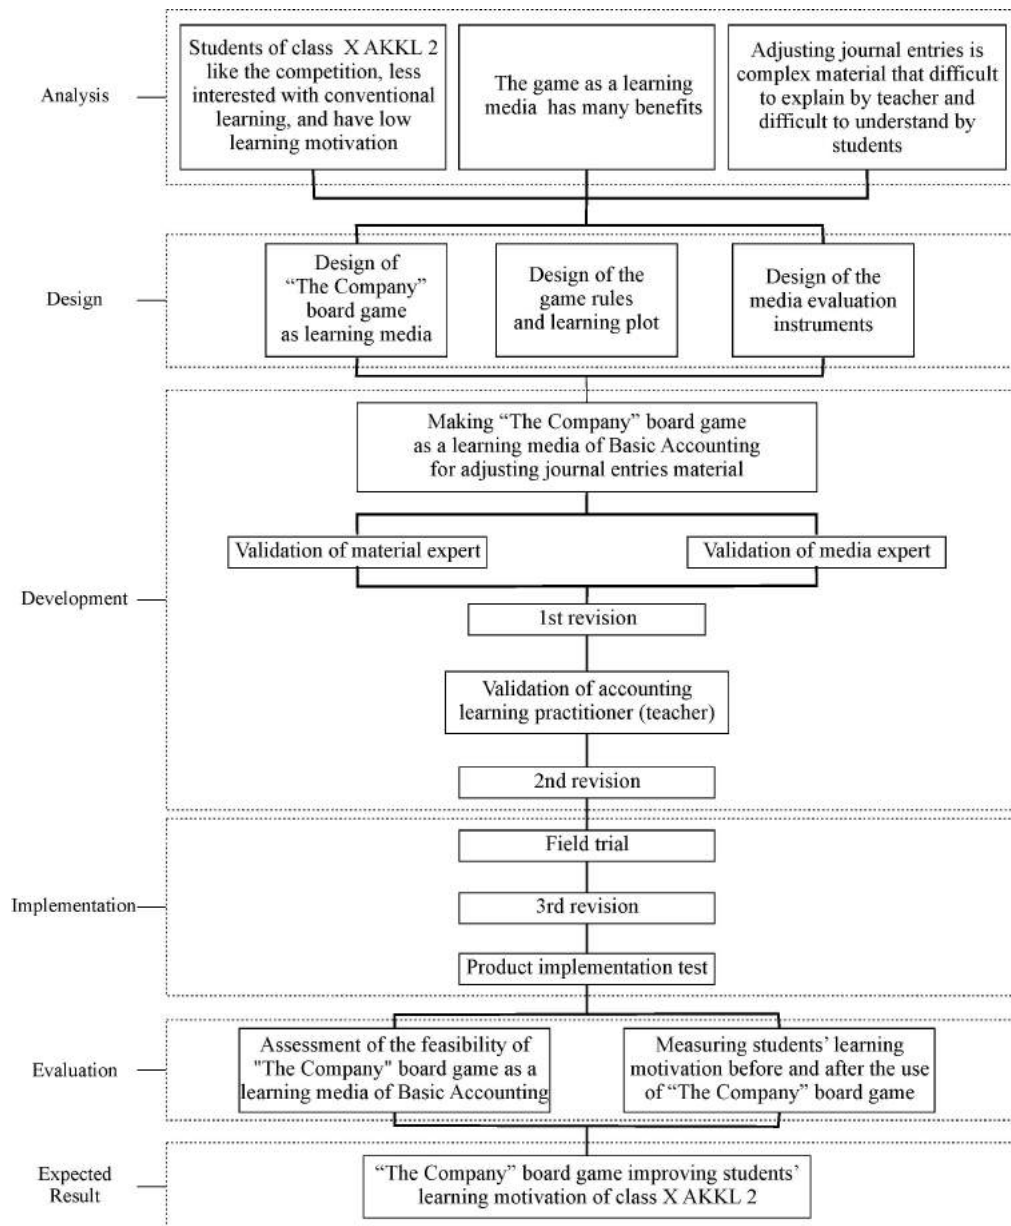 Analysis
Students of class X AKKL 2
like the competition, less
interested with conventional
learning, and have low
learning motivation
The game as a learning
media has many benefits
Adjusting journal entries is
complex material that difficult
to explain by teacher and
difficult to understand by
students
Design
Design of
“The Company”
board game
as learning media
Design of the
game rules
and learning plot
Design of the
media evaluation
instruments
Development
Making “The Company” board game
as a learning media of Basic Accounting
for adjusting journal entries material
Validation of material expert
Validation of media expert
1st revision
Validation of accounting
learning practitioner (teacher)
2nd revision
Implementation
Field trial
3rd revision
Product implementation test
Evaluation
Assessment of the feasibility of
"The Company" board game as a
learning media of Basic Accounting
Measuring students’ learning
motivation before and after the use
of “The Company” board game
Expected
Result
“The Company” board game improving students’
learning motivation of class X AKKL 2